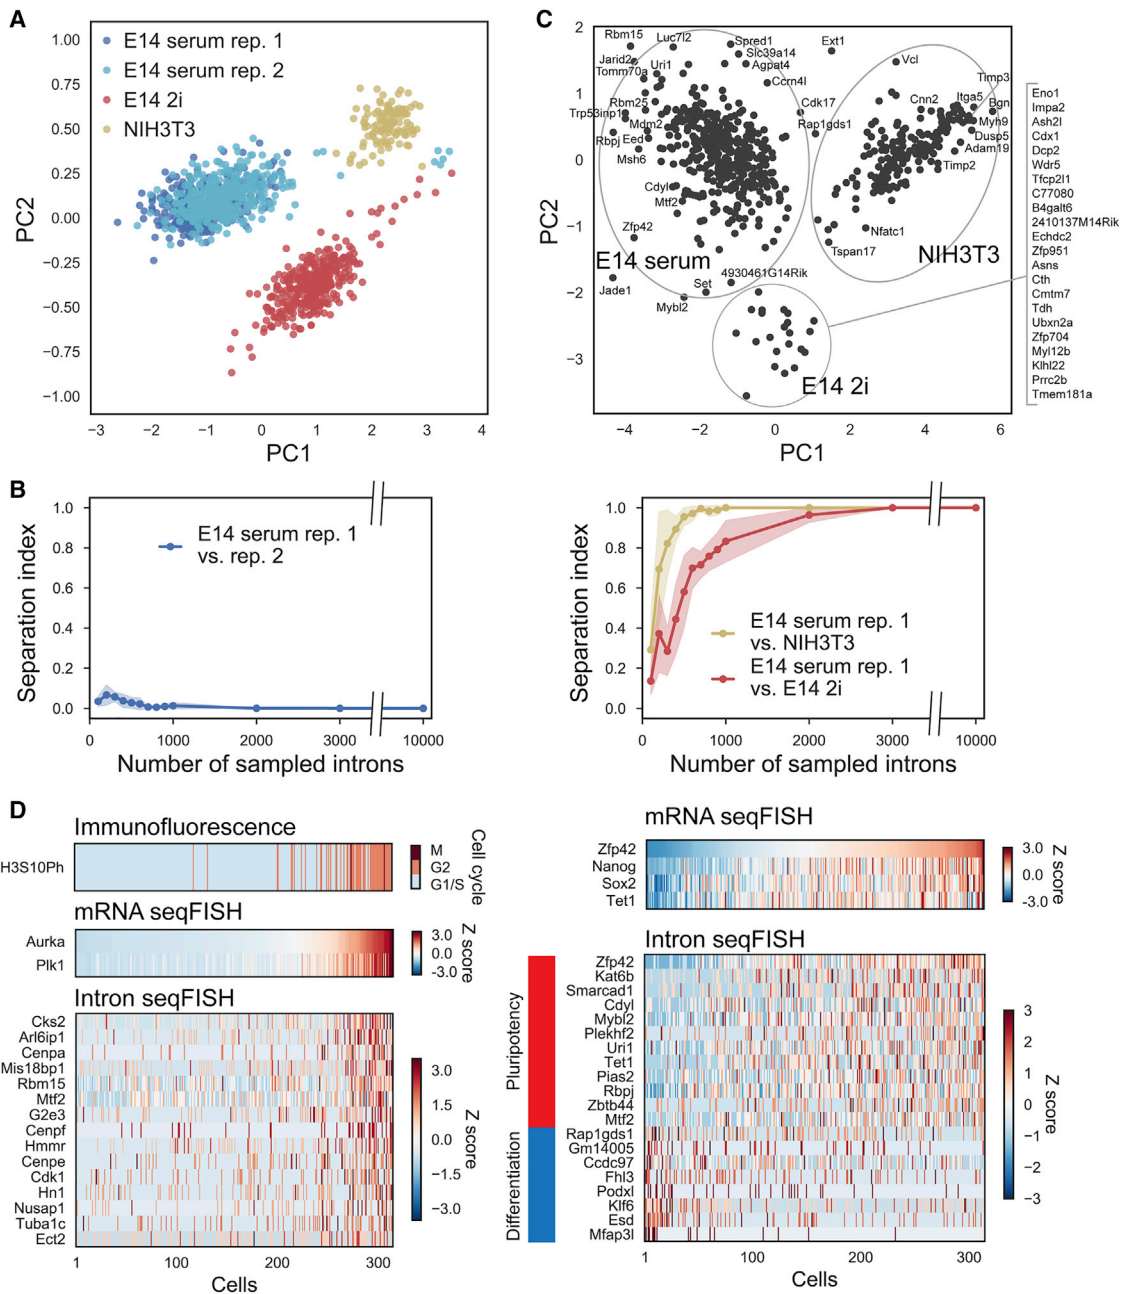 A
1.00
0.75
0.50
0.25
0.00
−0.25
−0.50
−0.75
−1.00
PC2
E14 serum rep. 1
E14 serum rep. 2
E14 2i
NIH3T3
−3
−2
−1
0
1
2
3
4
PC1
C
2
1
0
−1
−2
−3
PC2
Rbm15
Luc7l2
Spred1
Ext1
Slc39a14
Jarid2
Agpat4
Vcl
Tomm70a
Uri1
Ccrn4l
Timp3
Rbm25
Cdk17
Cnn2
Itga5
Bgn
Trp53inp1
Mdm2
Rap1gds1
Myh9
Rbpj
Eed
Dusp5
Msh6
Adam19
Timp2
Cdyl
Mtf2
Zfp42
Nfatc1
Tspan17
E14 serum
NIH3T3
4930461G14Rik
Jade1
Set
Mybl2
E14 2i
−4
−2
0
2
4
6
PC1
Eno1
Impa2
Ash2l
Cdx1
Dcp2
Wdr5
Tfcp2l1
C77080
B4galt6
2410137M14Rik
Echdc2
Zfp951
Asns
Cth
Cmtm7
Tdh
Ubxn2a
Zfp704
Myl12b
Klhl22
Prrc2b
Tmem181a
B
1.0
0.8
0.6
0.4
0.2
0.0
Separation index
E14 serum rep. 1
vs. rep. 2
0
1000
2000
3000
10000
Number of sampled introns
1.0
0.8
0.6
0.4
0.2
0.0
Separation index
E14 serum rep. 1
vs. NIH3T3
E14 serum rep. 1
vs. E14 2i
0
1000
2000
3000
10000
Number of sampled introns
D
Immunofluorescence
H3S10Ph
M
G2
G1/S
Cell cycle
mRNA seqFISH
Aurka
Plk1
3.0
0.0
-3.0
Z score
Intron seqFISH
Cks2
Arl6ip1
Cenpa
Mis18bp1
Rbm15
Mtf2
G2e3
Cenpf
Hmmr
Cenpe
Cdk1
Hn1
Nusap1
Tuba1c
Ect2
3.0
1.5
0.0
−1.5
−3.0
Z score
1
100
200
300
Cells
mRNA seqFISH
Zfp42
Nanog
Sox2
Tet1
3.0
0.0
-3.0
Z score
Intron seqFISH
Pluripotency
Differentiation
Zfp42
Kat6b
Smarcad1
Cdyl
Mybl2
Plekhf2
Uri1
Tet1
Pias2
Rbpj
Zbtb44
Mtf2
Rap1gds1
Gm14005
Ccdc97
Fhl3
Podxl
Klf6
Esd
Mfap3l
3
2
1
0
−1
−2
−3
Z score
1
100
200
300
Cells